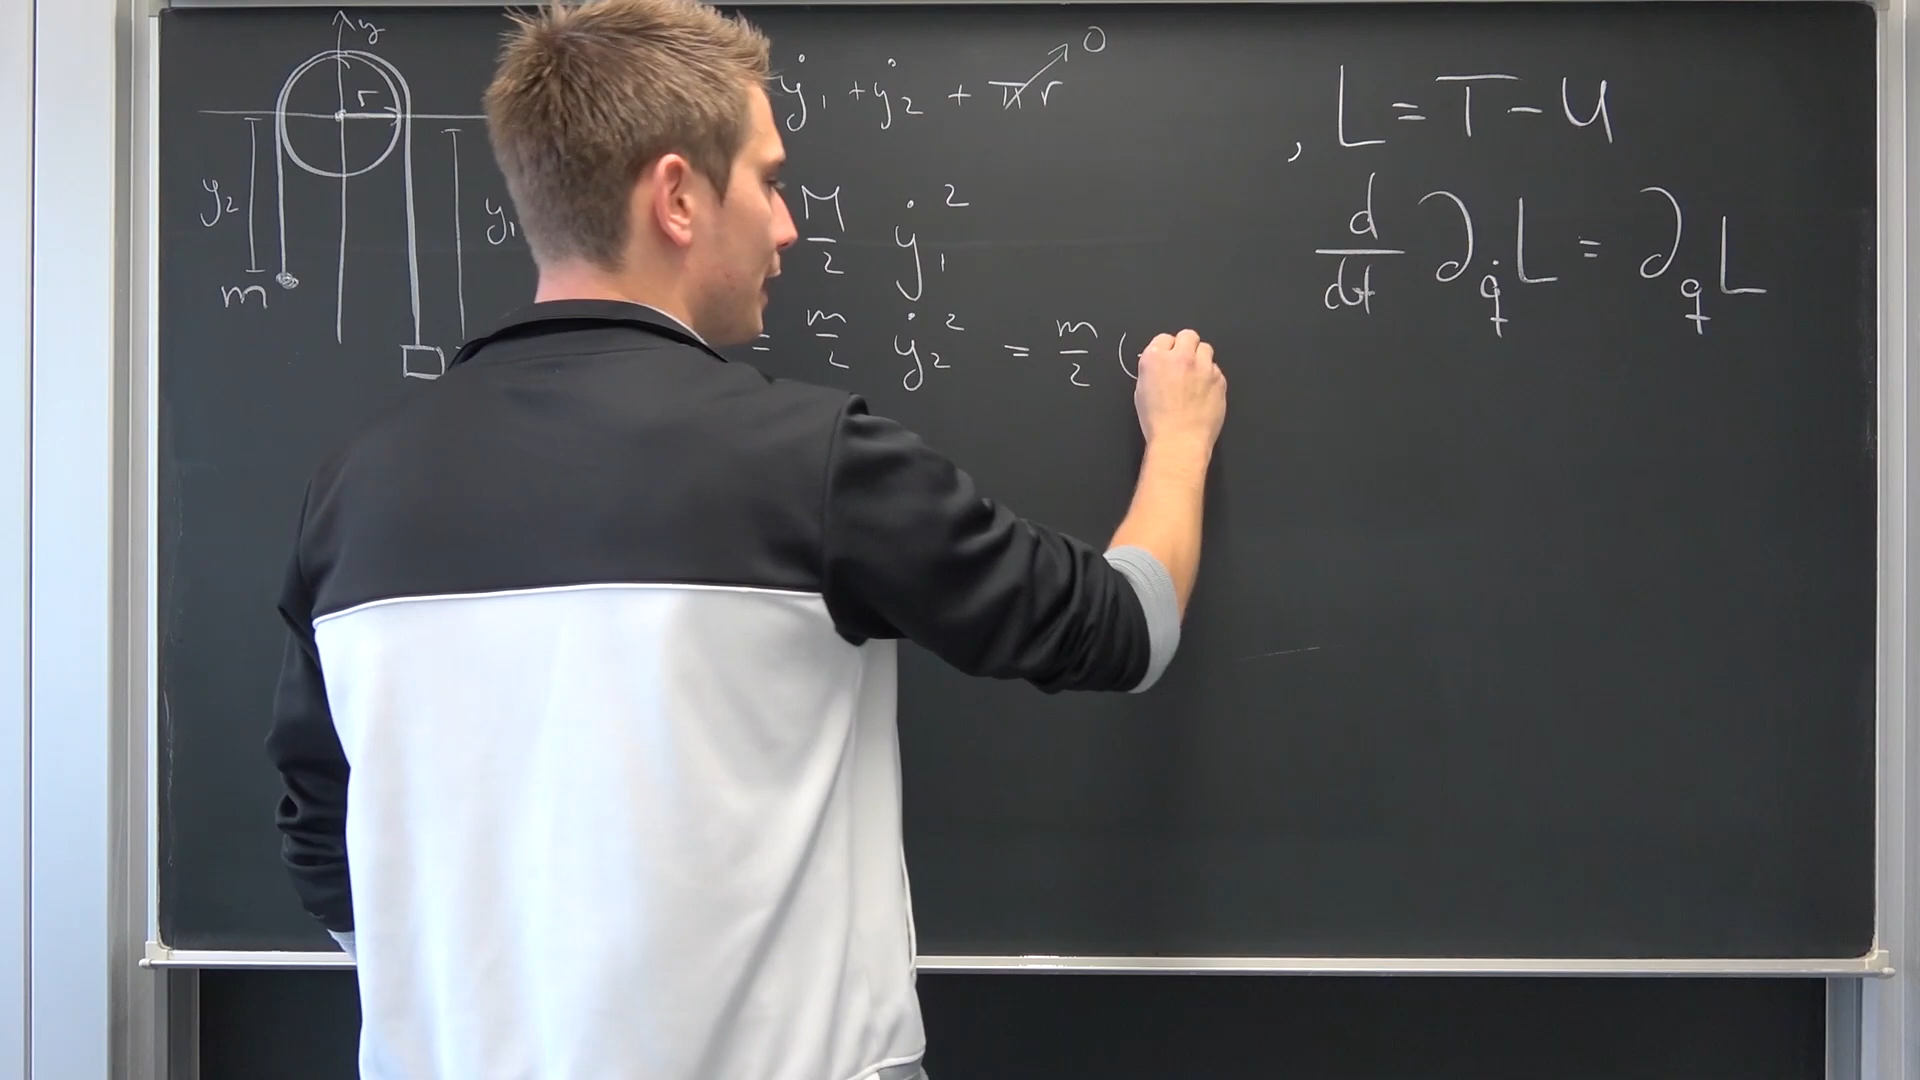 y
r
y₂
y₁
m
ẏ₁ + ẏ₂ + πr → 0
M/2 ẏ₁²
= m/2 ẏ₂² = m/2 (
, L = T - U
d/dt ∂_q̇ L = ∂_q L